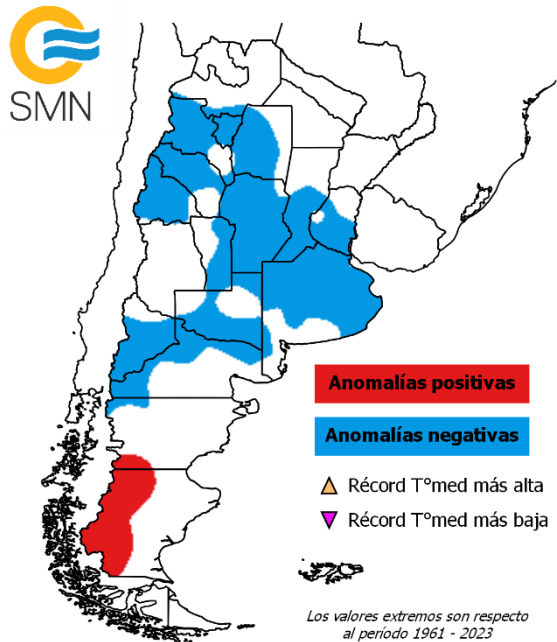 SMN
Anomalías positivas
Anomalías negativas
Récord T°med más alta
Récord T°med más baja
Los valores extremos son respecto
al período 1961 - 2023